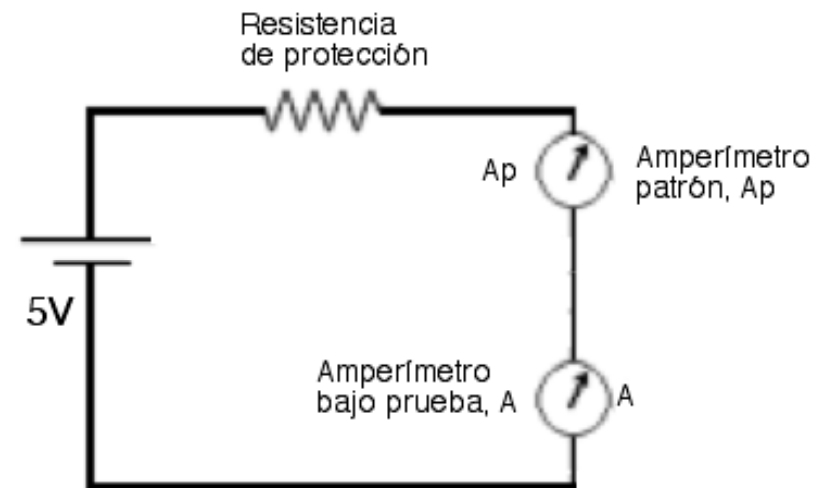 Resistencia
de protección
Ap
Amperímetro
patrón, Ap
5V
Amperímetro
bajo prueba, A
A